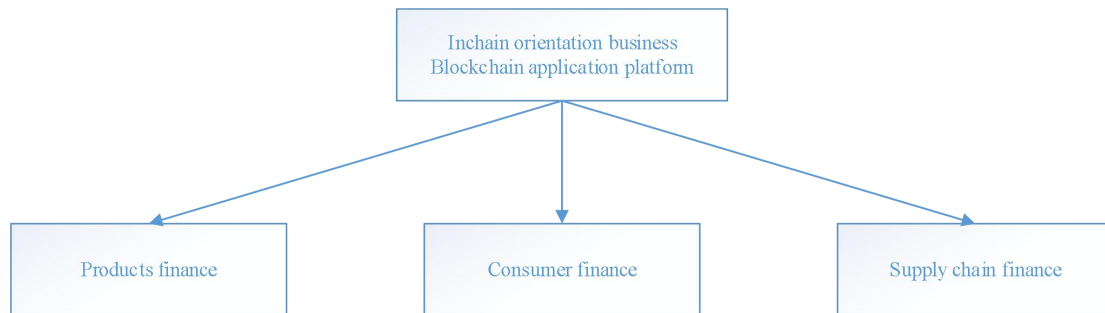 Inchain orientation business
Blockchain application platform
Products finance
Consumer finance
Supply chain finance